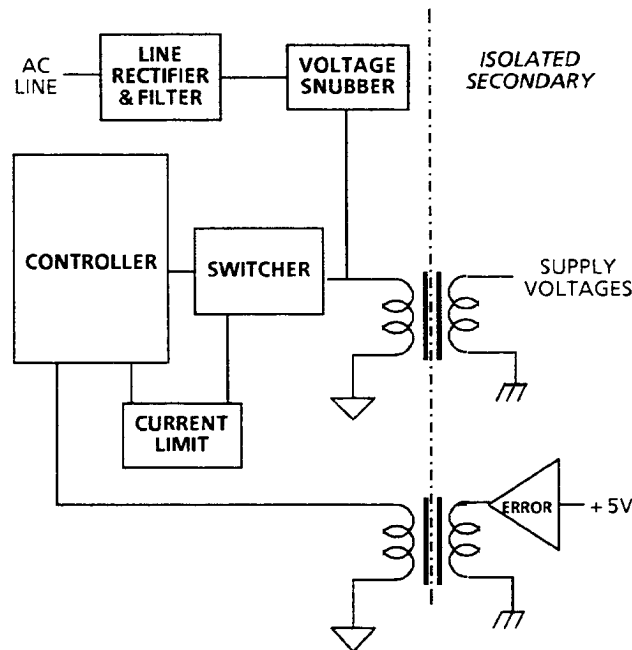 AC
LINE
LINE
RECTIFIER
& FILTER
VOLTAGE
SNUBBER
ISOLATED
SECONDARY
CONTROLLER
SWITCHER
SUPPLY
VOLTAGES
CURRENT
LIMIT
ERROR
+5V